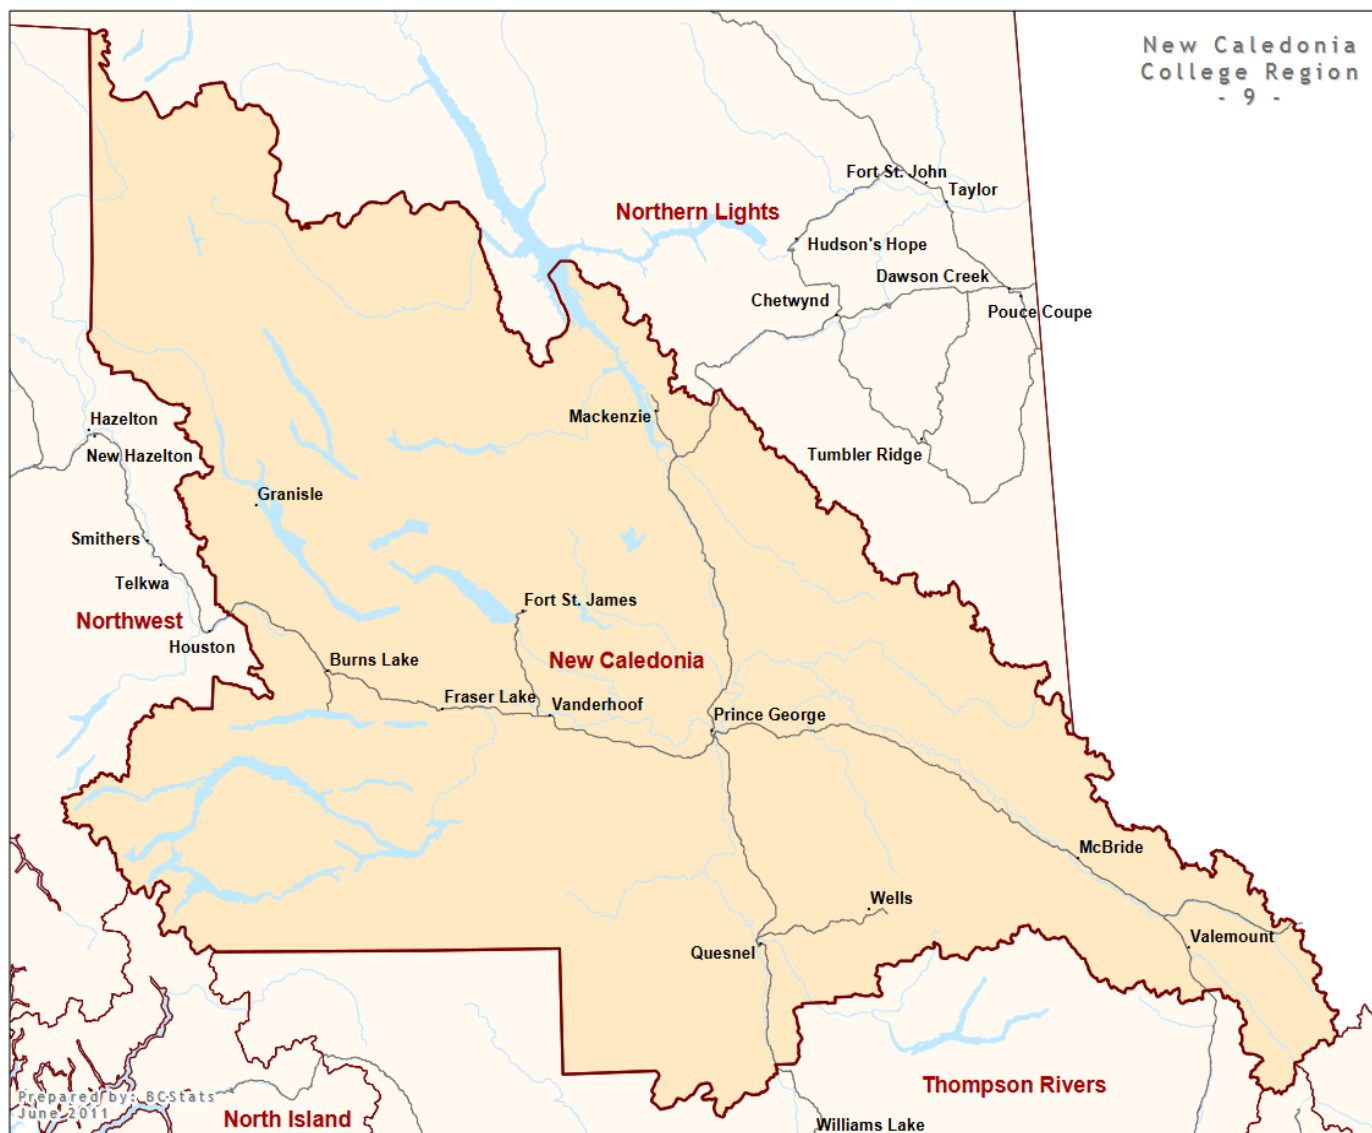 New Caledonia
College Region
- 9 -
Fort St. John
Taylor
Northern Lights
Hudson's Hope
Dawson Creek
Chetwynd
Pouce Coupe
Hazelton
Mackenzie
New Hazelton
Tumbler Ridge
Granisle
Smithers
Telkwa
Fort St. James
Northwest
Houston
Burns Lake
New Caledonia
Fraser Lake
Vanderhoof
Prince George
McBride
Wells
Valemount
Quesnel
Thompson Rivers
Prepared by: BCStats
June 2011
North Island
Williams Lake